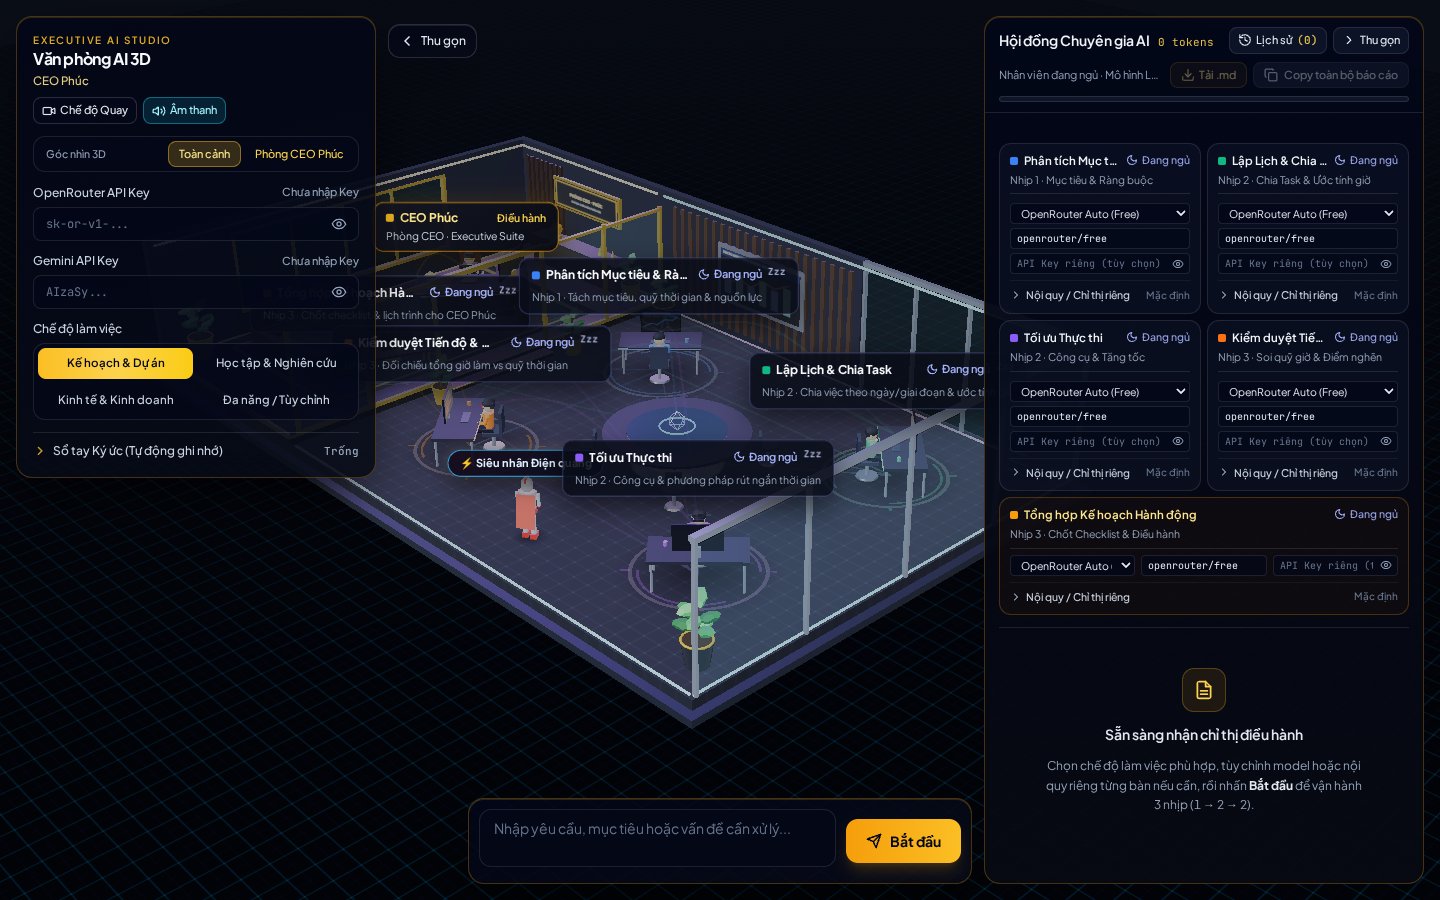 EXECUTIVE AI STUDIO
Văn phòng AI 3D
CEO Phúc
Chế độ Quay
Âm thanh
Góc nhìn 3D
Toàn cảnh
Phòng CEO Phúc
OpenRouter API Key
Chưa nhập Key
sk-or-v1-...
Gemini API Key
Chưa nhập Key
AIzaSy...
Chế độ làm việc
Kế hoạch & Dự án
Học tập & Nghiên cứu
Kinh tế & Kinh doanh
Đa năng / Tùy chỉnh
Sổ tay Ký ức (Tự động ghi nhớ)
Trống
Thu gọn
CEO Phúc
Điều hành
Phòng CEO · Executive Suite
Phân tích Mục tiêu & Rà...
Đang ngủ
Zzz
Nhịp 1 · Tách mục tiêu, quỹ thời gian & nguồn lực
ạch Hà...
Đang ngủ
Zzz
Nhịp 3 · Chốt checklist & lịch trình cho CEO Phúc
Kiểm duyệt Tiến độ & ...
Đang ngủ
Zzz
3 · Đối chiếu tổng giờ làm vs quỹ thời gian
Lập Lịch & Chia Task
Đang ng
Nhịp 2 · Chia việc theo ngày/giai đoạn & ước tí
⚡ Siêu nhân Điện quang
Tối ưu Thực thi
Đang ngủ
Zzz
Nhịp 2 · Công cụ & phương pháp rút ngắn thời gian
Nhập yêu cầu, mục tiêu hoặc vấn đề cần xử lý...
Bắt đầu
Hội đồng Chuyên gia AI
0 tokens
Lịch sử (0)
Thu gọn
Nhân viên đang ngủ · Mô hình L...
Tải .md
Copy toàn bộ báo cáo
Phân tích Mục t...
Đang ngủ
Nhịp 1 · Mục tiêu & Ràng buộc
OpenRouter Auto (Free)
openrouter/free
API Key riêng (tùy chọn)
Nội quy / Chỉ thị riêng
Mặc định
Lập Lịch & Chia ...
Đang ngủ
Nhịp 2 · Chia Task & Ước tính giờ
OpenRouter Auto (Free)
openrouter/free
API Key riêng (tùy chọn)
Nội quy / Chỉ thị riêng
Mặc định
Tối ưu Thực thi
Đang ngủ
Nhịp 2 · Công cụ & Tăng tốc
OpenRouter Auto (Free)
openrouter/free
API Key riêng (tùy chọn)
Nội quy / Chỉ thị riêng
Mặc định
Kiểm duyệt Tiế...
Đang ngủ
Nhịp 3 · Soi quỹ giờ & Điểm nghẽn
OpenRouter Auto (Free)
openrouter/free
API Key riêng (tùy chọn)
Nội quy / Chỉ thị riêng
Mặc định
Tổng hợp Kế hoạch Hành động
Đang ngủ
Nhịp 3 · Chốt Checklist & Điều hành
OpenRouter Auto (
openrouter/free
API Key riêng (t
Nội quy / Chỉ thị riêng
Mặc định
Sẵn sàng nhận chỉ thị điều hành
Chọn chế độ làm việc phù hợp, tùy chỉnh model hoặc nội
quy riêng từng bàn nếu cần, rồi nhấn Bắt đầu để vận hành
3 nhịp (1 → 2 → 2).